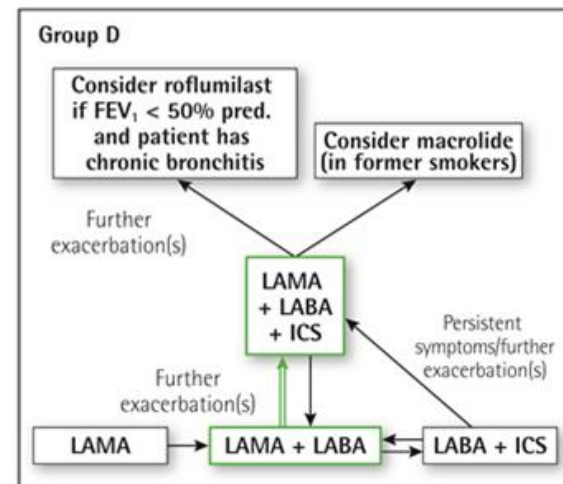 Group D
Consider roflumilast
if FEV₁ < 50% pred.
and patient has
chronic bronchitis
Consider macrolide
(in former smokers)
Further
exacerbation(s)
LAMA
+ LABA
+ ICS
Persistent
symptoms/further
exacerbation(s)
Further
exacerbation(s)
LAMA
LAMA + LABA
LABA + ICS